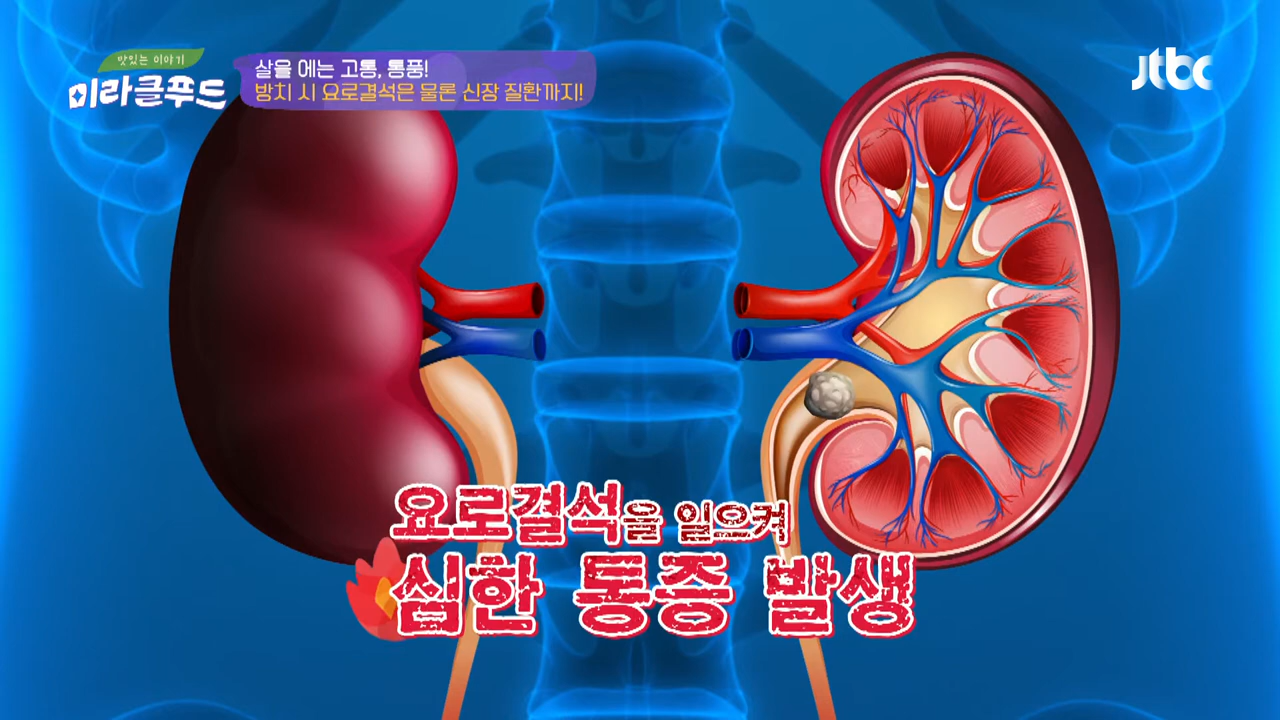 맛있는 이야기
미라클푸드
살을 에는 고통, 통풍!
방치 시 요로결석은 물론 신장 질환까지!
jtbc
요로결석을 일으켜
심한 통증 발생